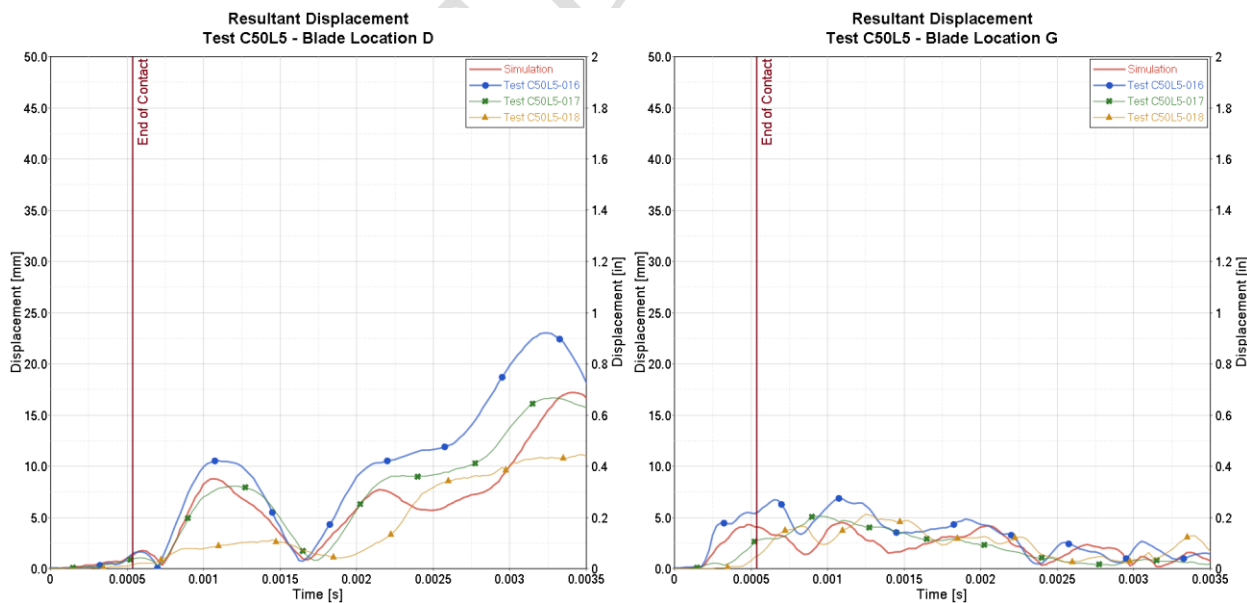 Resultant Displacement
Test C50L5 - Blade Location D
50.0
45.0
40.0
35.0
30.0
25.0
20.0
15.0
10.0
5.0
0.0
Displacement [mm]
End of Contact
Simulation
Test C50L5-016
Test C50L5-017
Test C50L5-018
2
1.8
1.6
1.4
1.2
1
0.8
0.6
0.4
0.2
0
Displacement [in]
0 0.0005 0.001 0.0015 0.002 0.0025 0.003 0.0035
Time [s]
Resultant Displacement
Test C50L5 - Blade Location G
50.0
45.0
40.0
35.0
30.0
25.0
20.0
15.0
10.0
5.0
0.0
Displacement [mm]
End of Contact
Simulation
Test C50L5-016
Test C50L5-017
Test C50L5-018
2
1.8
1.6
1.4
1.2
1
0.8
0.6
0.4
0.2
0
Displacement [in]
0 0.0005 0.001 0.0015 0.002 0.0025 0.003 0.0035
Time [s]